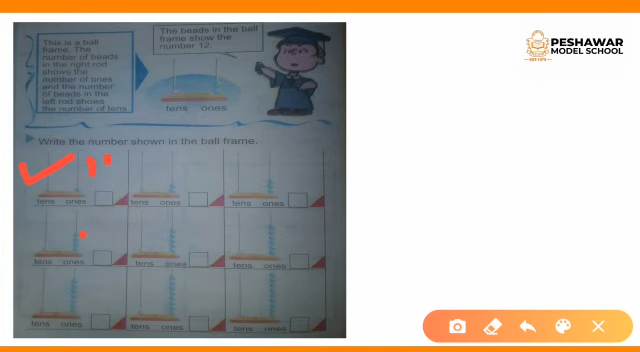 This is a ball
frame. The
number of beads
in the right rod
shows the
number of ones
and the number
of beads in the
left rod shows
the number of tens
The beads in the ball
frame show the
number 12.
tens ones
PESHAWAR
MODEL SCHOOL
Write the number shown in the ball frame.
tens ones tens ones tens ones
tens ones tens ones tens ones
tens ones tens ones tens ones